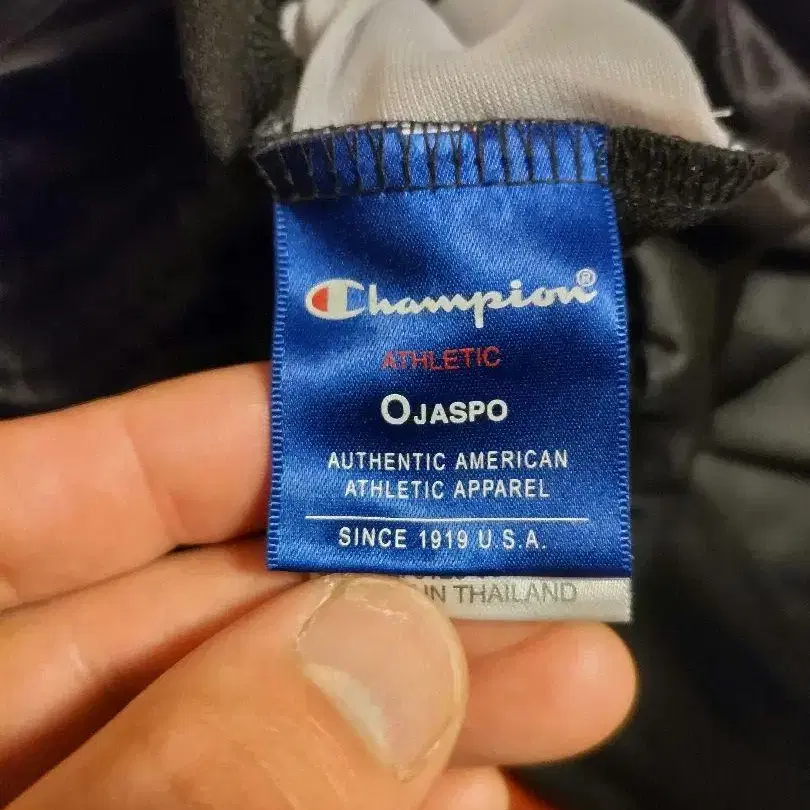 Champion®
ATHLETIC
OJASPO
AUTHENTIC AMERICAN
ATHLETIC APPAREL
SINCE 1919 U.S.A.
IN THAILAND